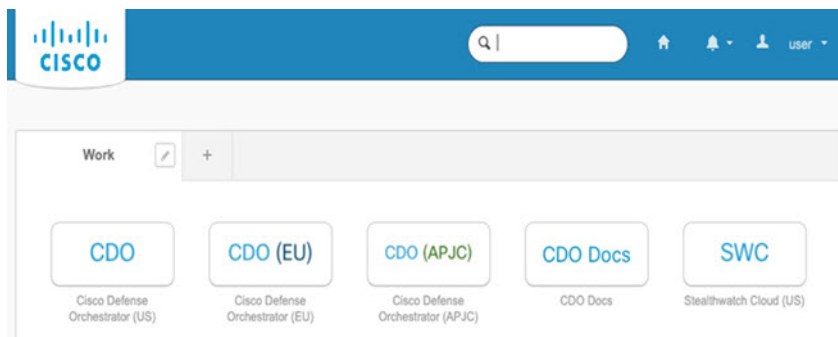 CISCO
user
Work
+
CDO
CDO (EU)
CDO (APJC)
CDO Docs
SWC
Cisco Defense
Orchestrator (US)
Cisco Defense
Orchestrator (EU)
Cisco Defense
Orchestrator (APJC)
CDO Docs
Stealthwatch Cloud (US)